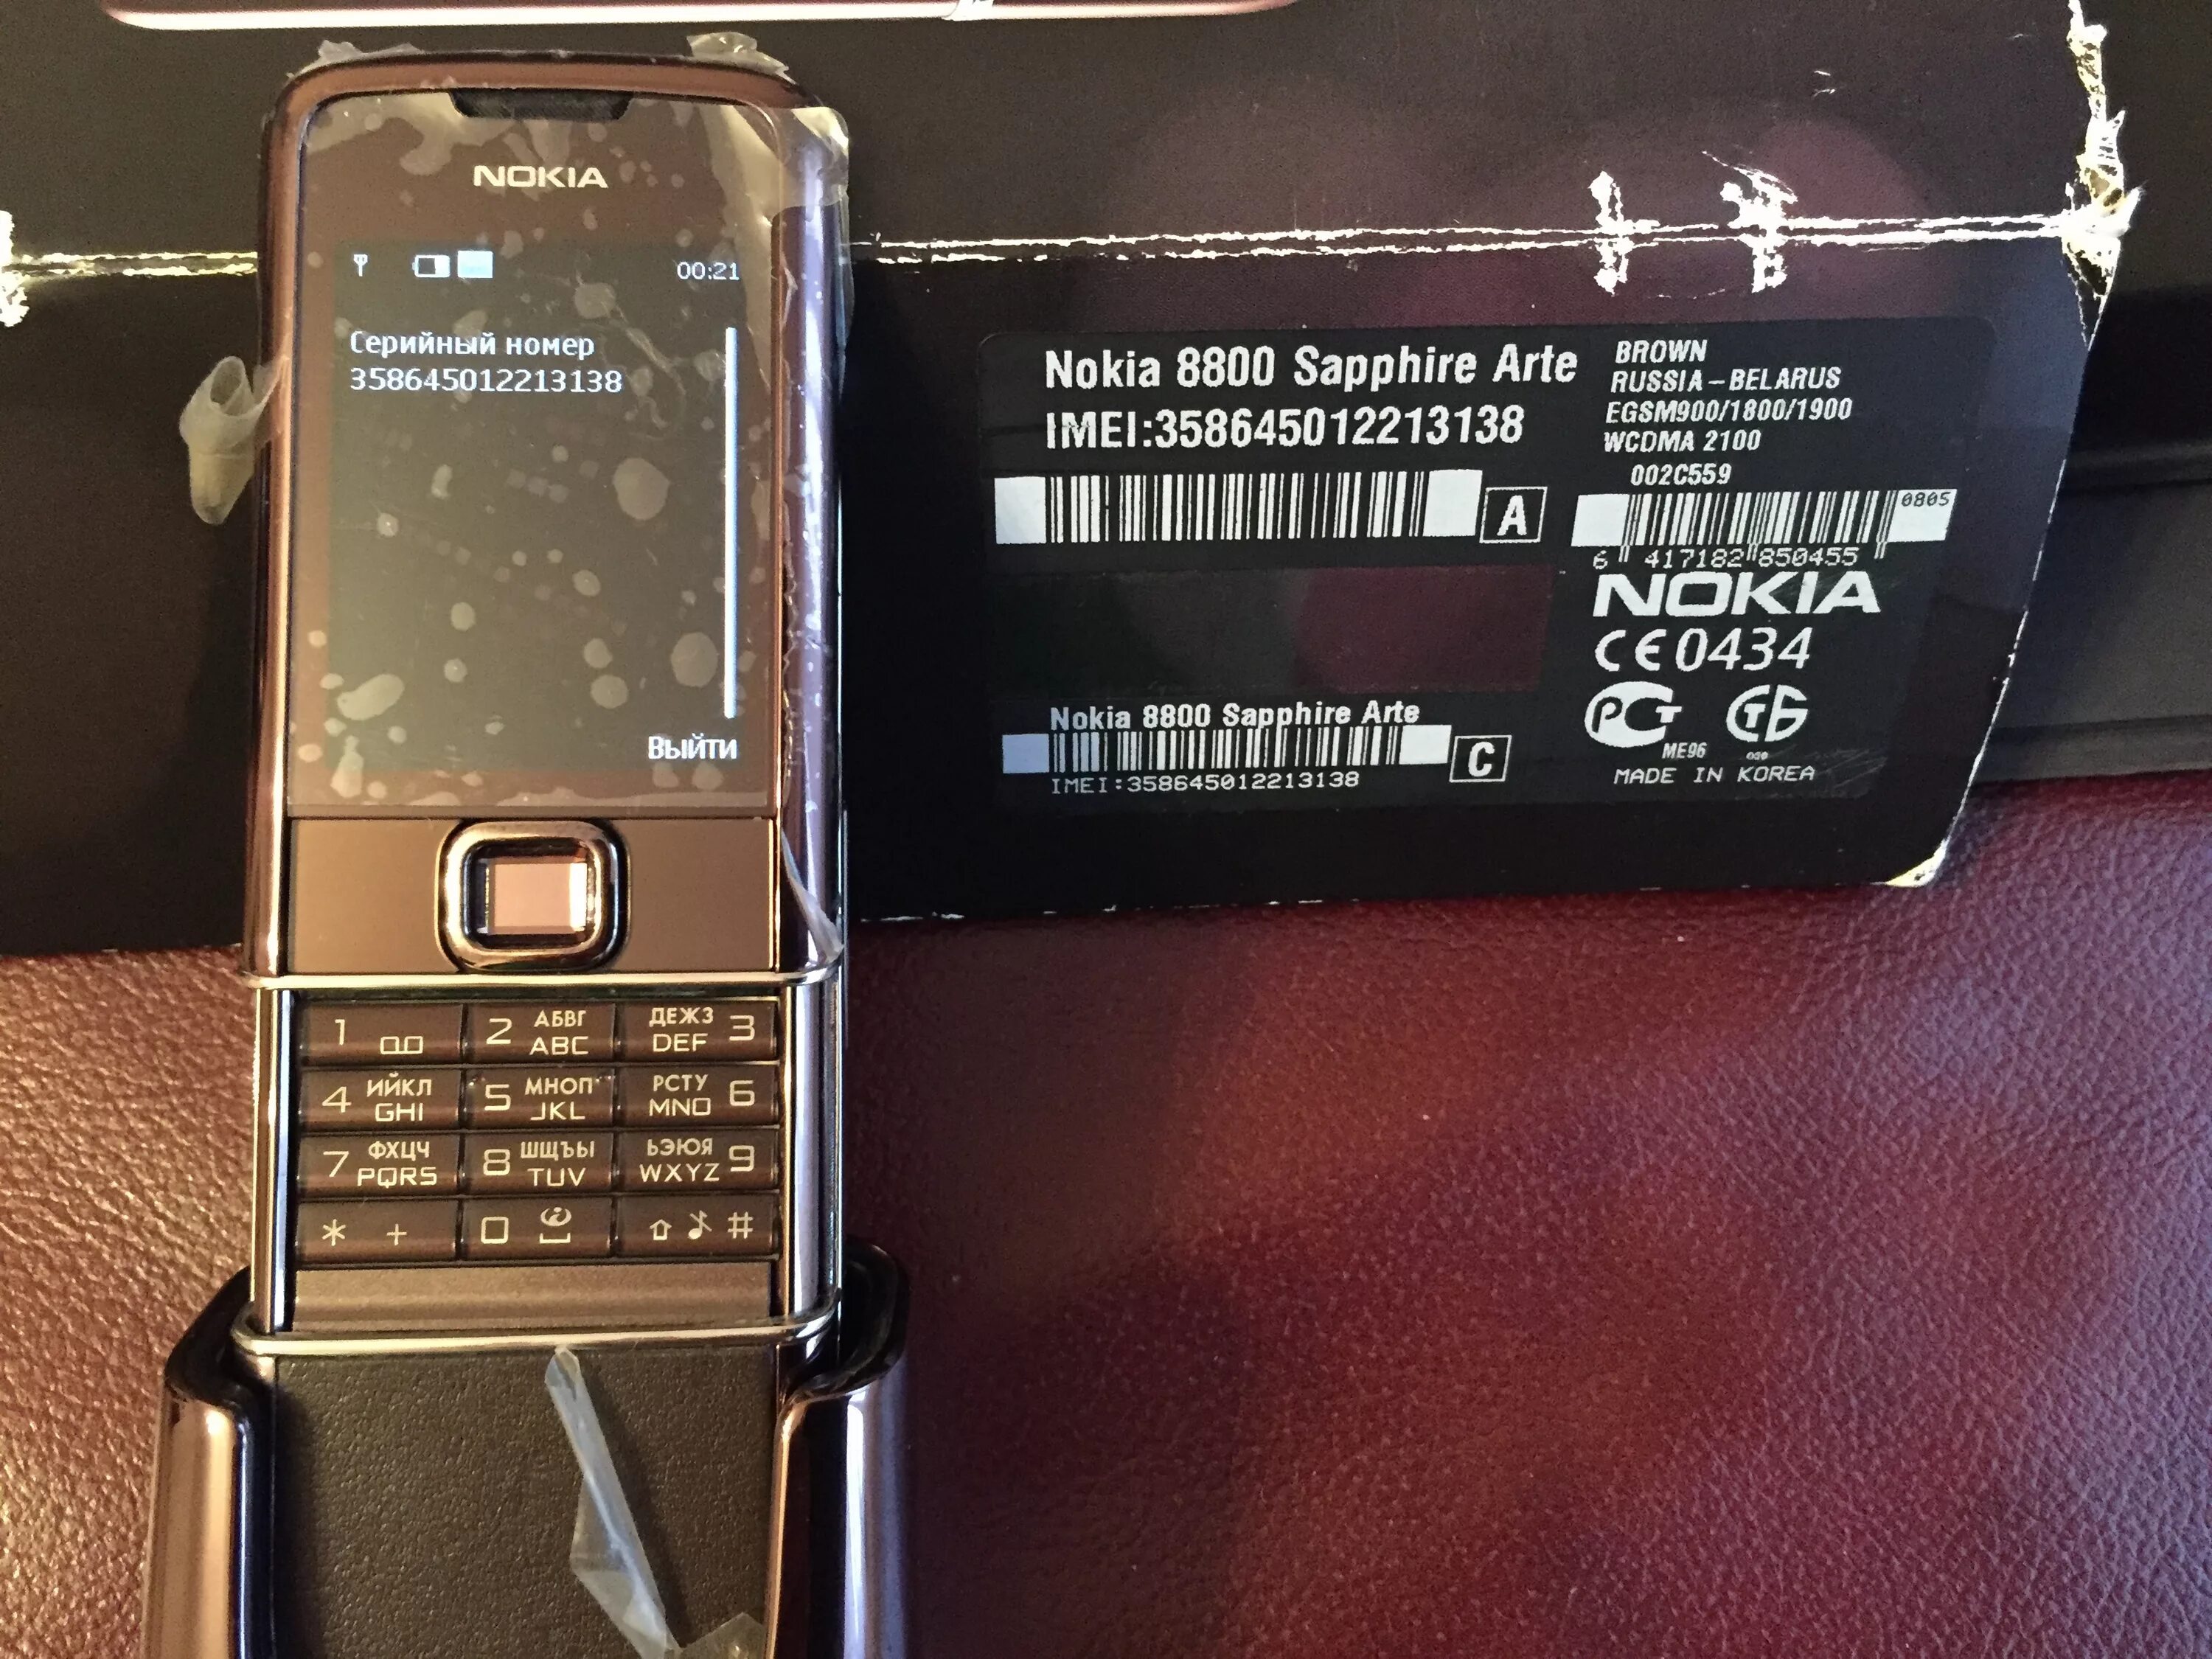 NOKIA
00:21
Серийный номер
358645012213138
Выйти
1
2 АБВГ ABC
ДЕЖЗ DEF 3
4 ИЙКЛ GHI
5 МНОП JKL
РСТУ MNO 6
7 ФХЦЧ PQRS
8 ШЩЪЫ TUV
ЬЭЮЯ WXYZ 9
* +
0
#
Nokia 8800 Sapphire Arte
IMEI:358645012213138
A
Nokia 8800 Sapphire Arte
C
IMEI:358645012213138
BROWN
RUSSIA-BELARUS
EGSM900/1800/1900
WCDMA 2100
002C559
0805
6 417182 850455
NOKIA
CE0434
РСТ СТБ
ME96
MADE IN KOREA